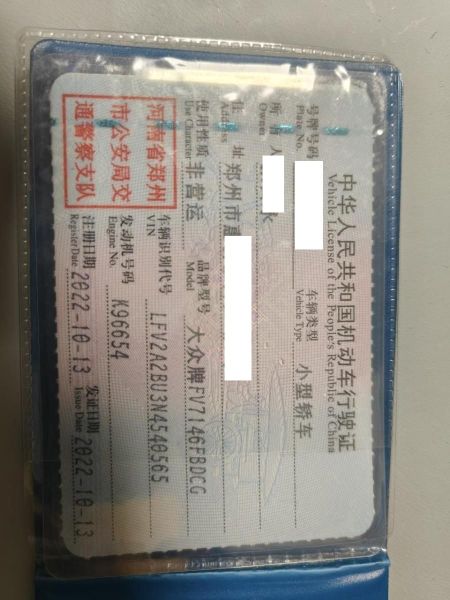 中华人民共和国机动车行驶证
Vehicle License of the People's Republic of China
号牌号码 Plate No. 车辆类型 Vehicle Type 小型轿车
所有人 Owner
住址 Address 郑州市
使用性质 Use Character 非营运 品牌型号 Model 大众牌FV7146FBDCG
车辆识别代号 VIN LFV2A2BU3N4540565
发动机号码 Engine No. K96654
注册日期 Register Date 2022-10-13 发证日期 Issue Date 2022-10-13
河南省郑州
市公安局交
通警察支队